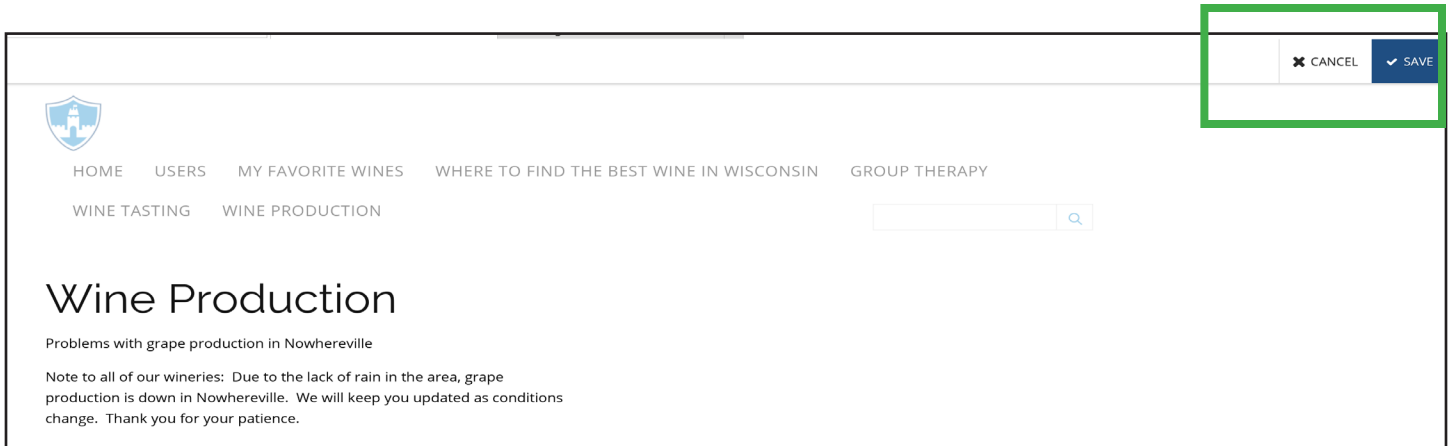 CANCEL SAVE
HOME USERS MY FAVORITE WINES WHERE TO FIND THE BEST WINE IN WISCONSIN GROUP THERAPY
WINE TASTING WINE PRODUCTION
Wine Production
Problems with grape production in Nowhereville
Note to all of our wineries:  Due to the lack of rain in the area, grape
production is down in Nowhereville.  We will keep you updated as conditions
change.  Thank you for your patience.